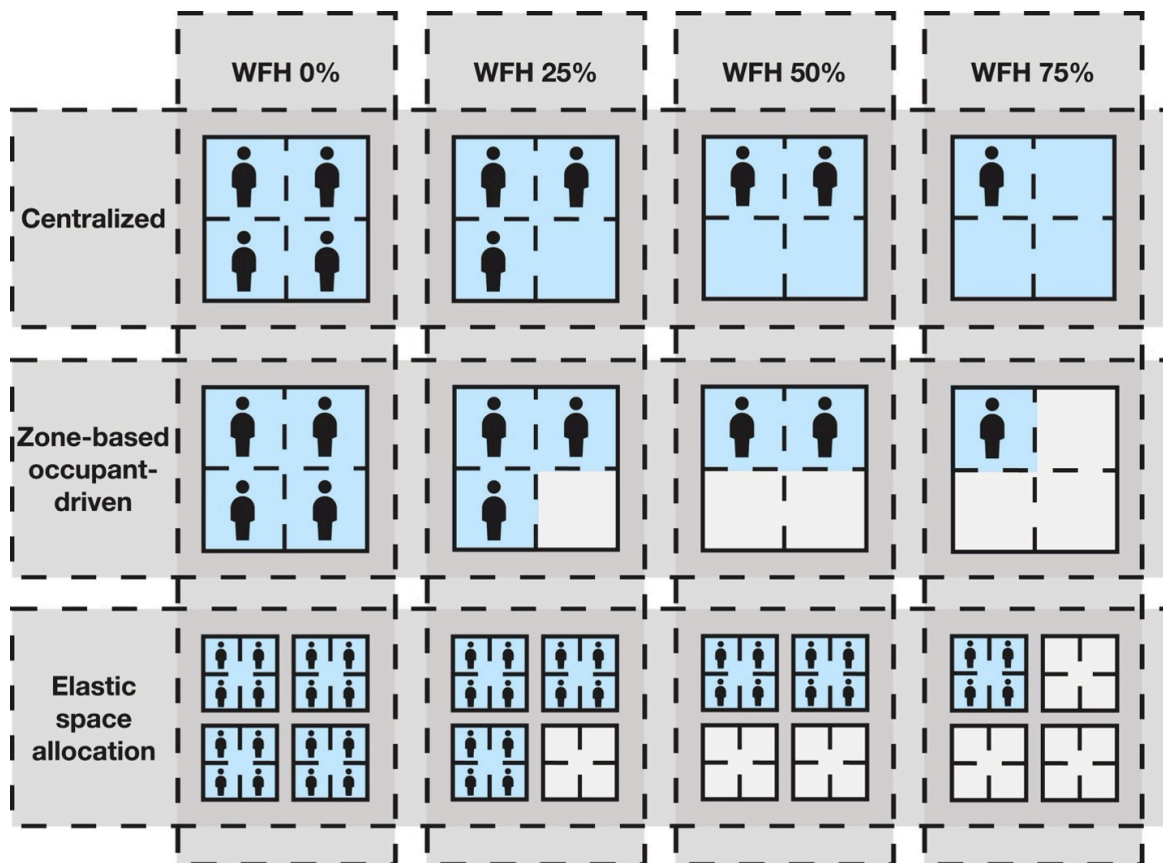 WFH 0%
WFH 25%
WFH 50%
WFH 75%
Centralized
Zone-based
occupant-
driven
Elastic
space
allocation